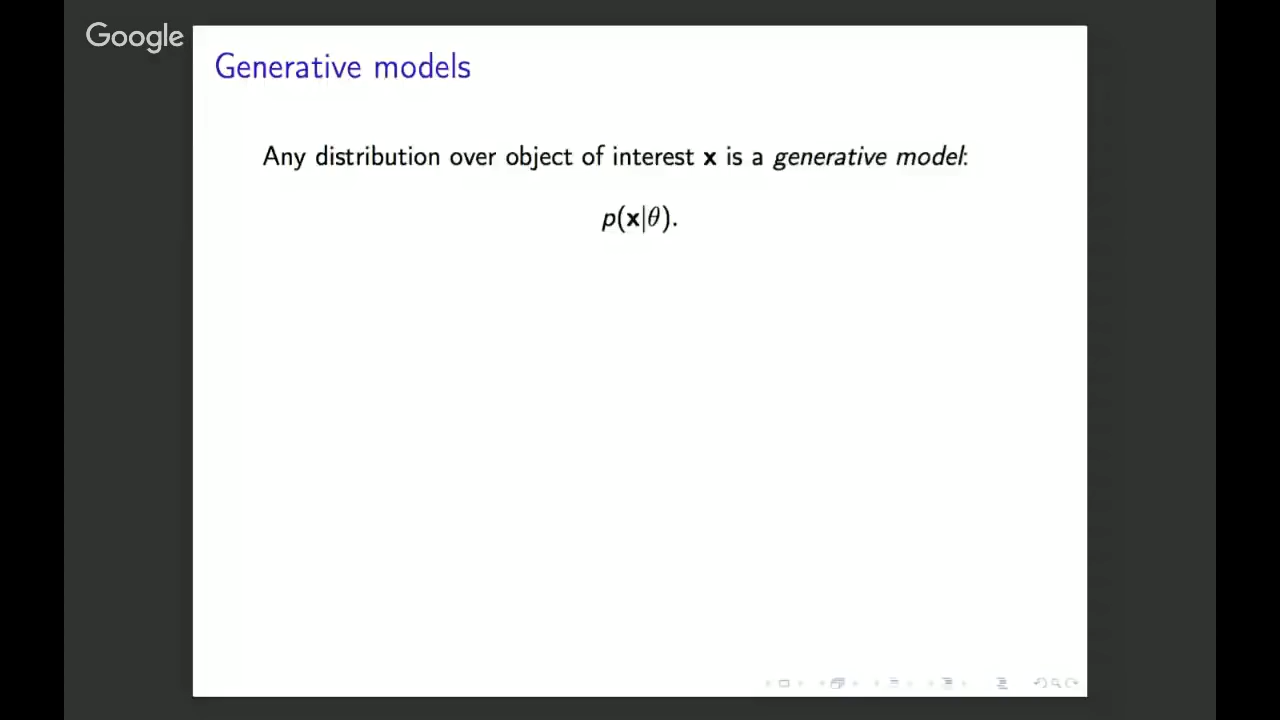 Google
Generative models
Any distribution over object of interest x is a generative model:
p(x|θ).